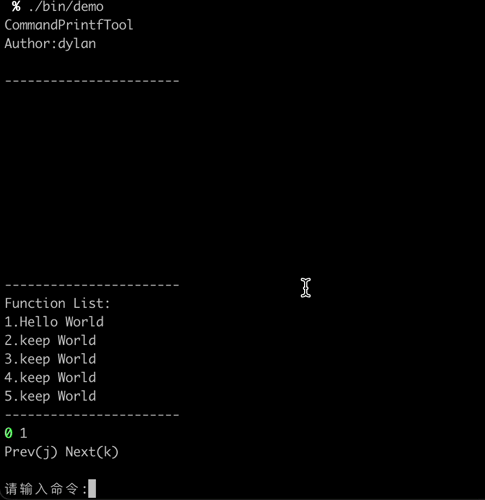 % ./bin/demo
CommandPrintfTool
Author:dylan
-----------------------
-----------------------
Function List:
1.Hello World
2.keep World
3.keep World
4.keep World
5.keep World
-----------------------
0 1
Prev(j) Next(k)
请输入命令: